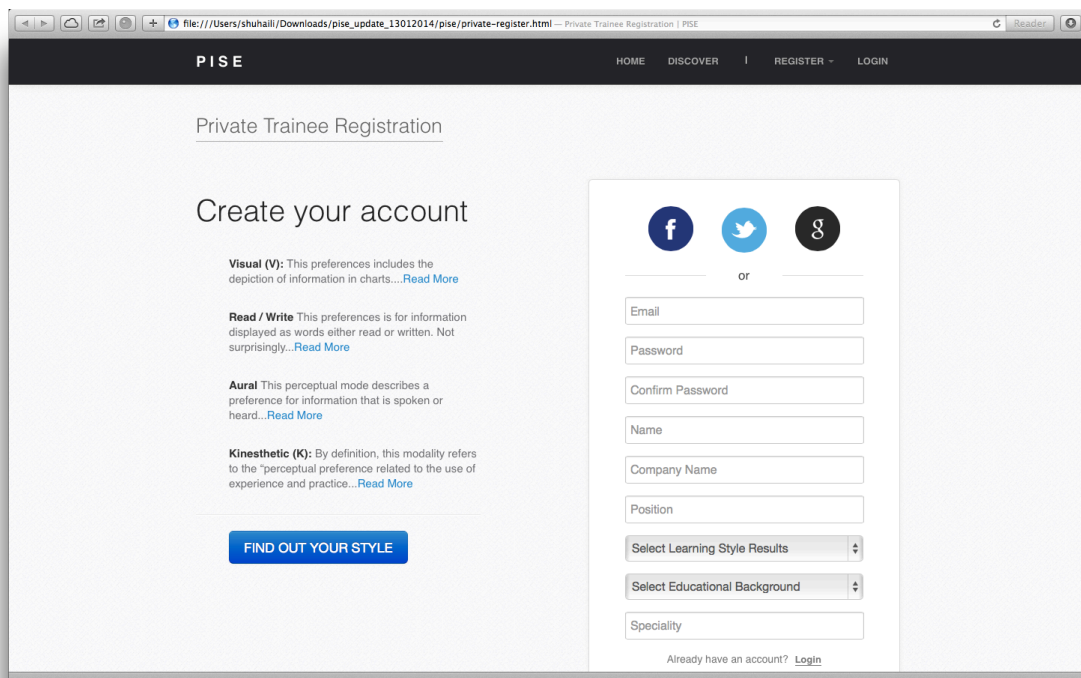 file:///Users/shuhaili/Downloads/pise_update_13012014/pise/private-register.html — Private Trainee Registration | PISE
Reader
PISE
HOME DISCOVER | REGISTER LOGIN
Private Trainee Registration
Create your account
Visual (V): This preferences includes the
depiction of information in charts....Read More
Read / Write This preferences is for information
displayed as words either read or written. Not
surprisingly...Read More
Aural This perceptual mode describes a
preference for information that is spoken or
heard...Read More
Kinesthetic (K): By definition, this modality refers
to the “perceptual preference related to the use of
experience and practice...Read More
FIND OUT YOUR STYLE
f
g
or
Email
Password
Confirm Password
Name
Company Name
Position
Select Learning Style Results
Select Educational Background
Speciality
Already have an account? Login